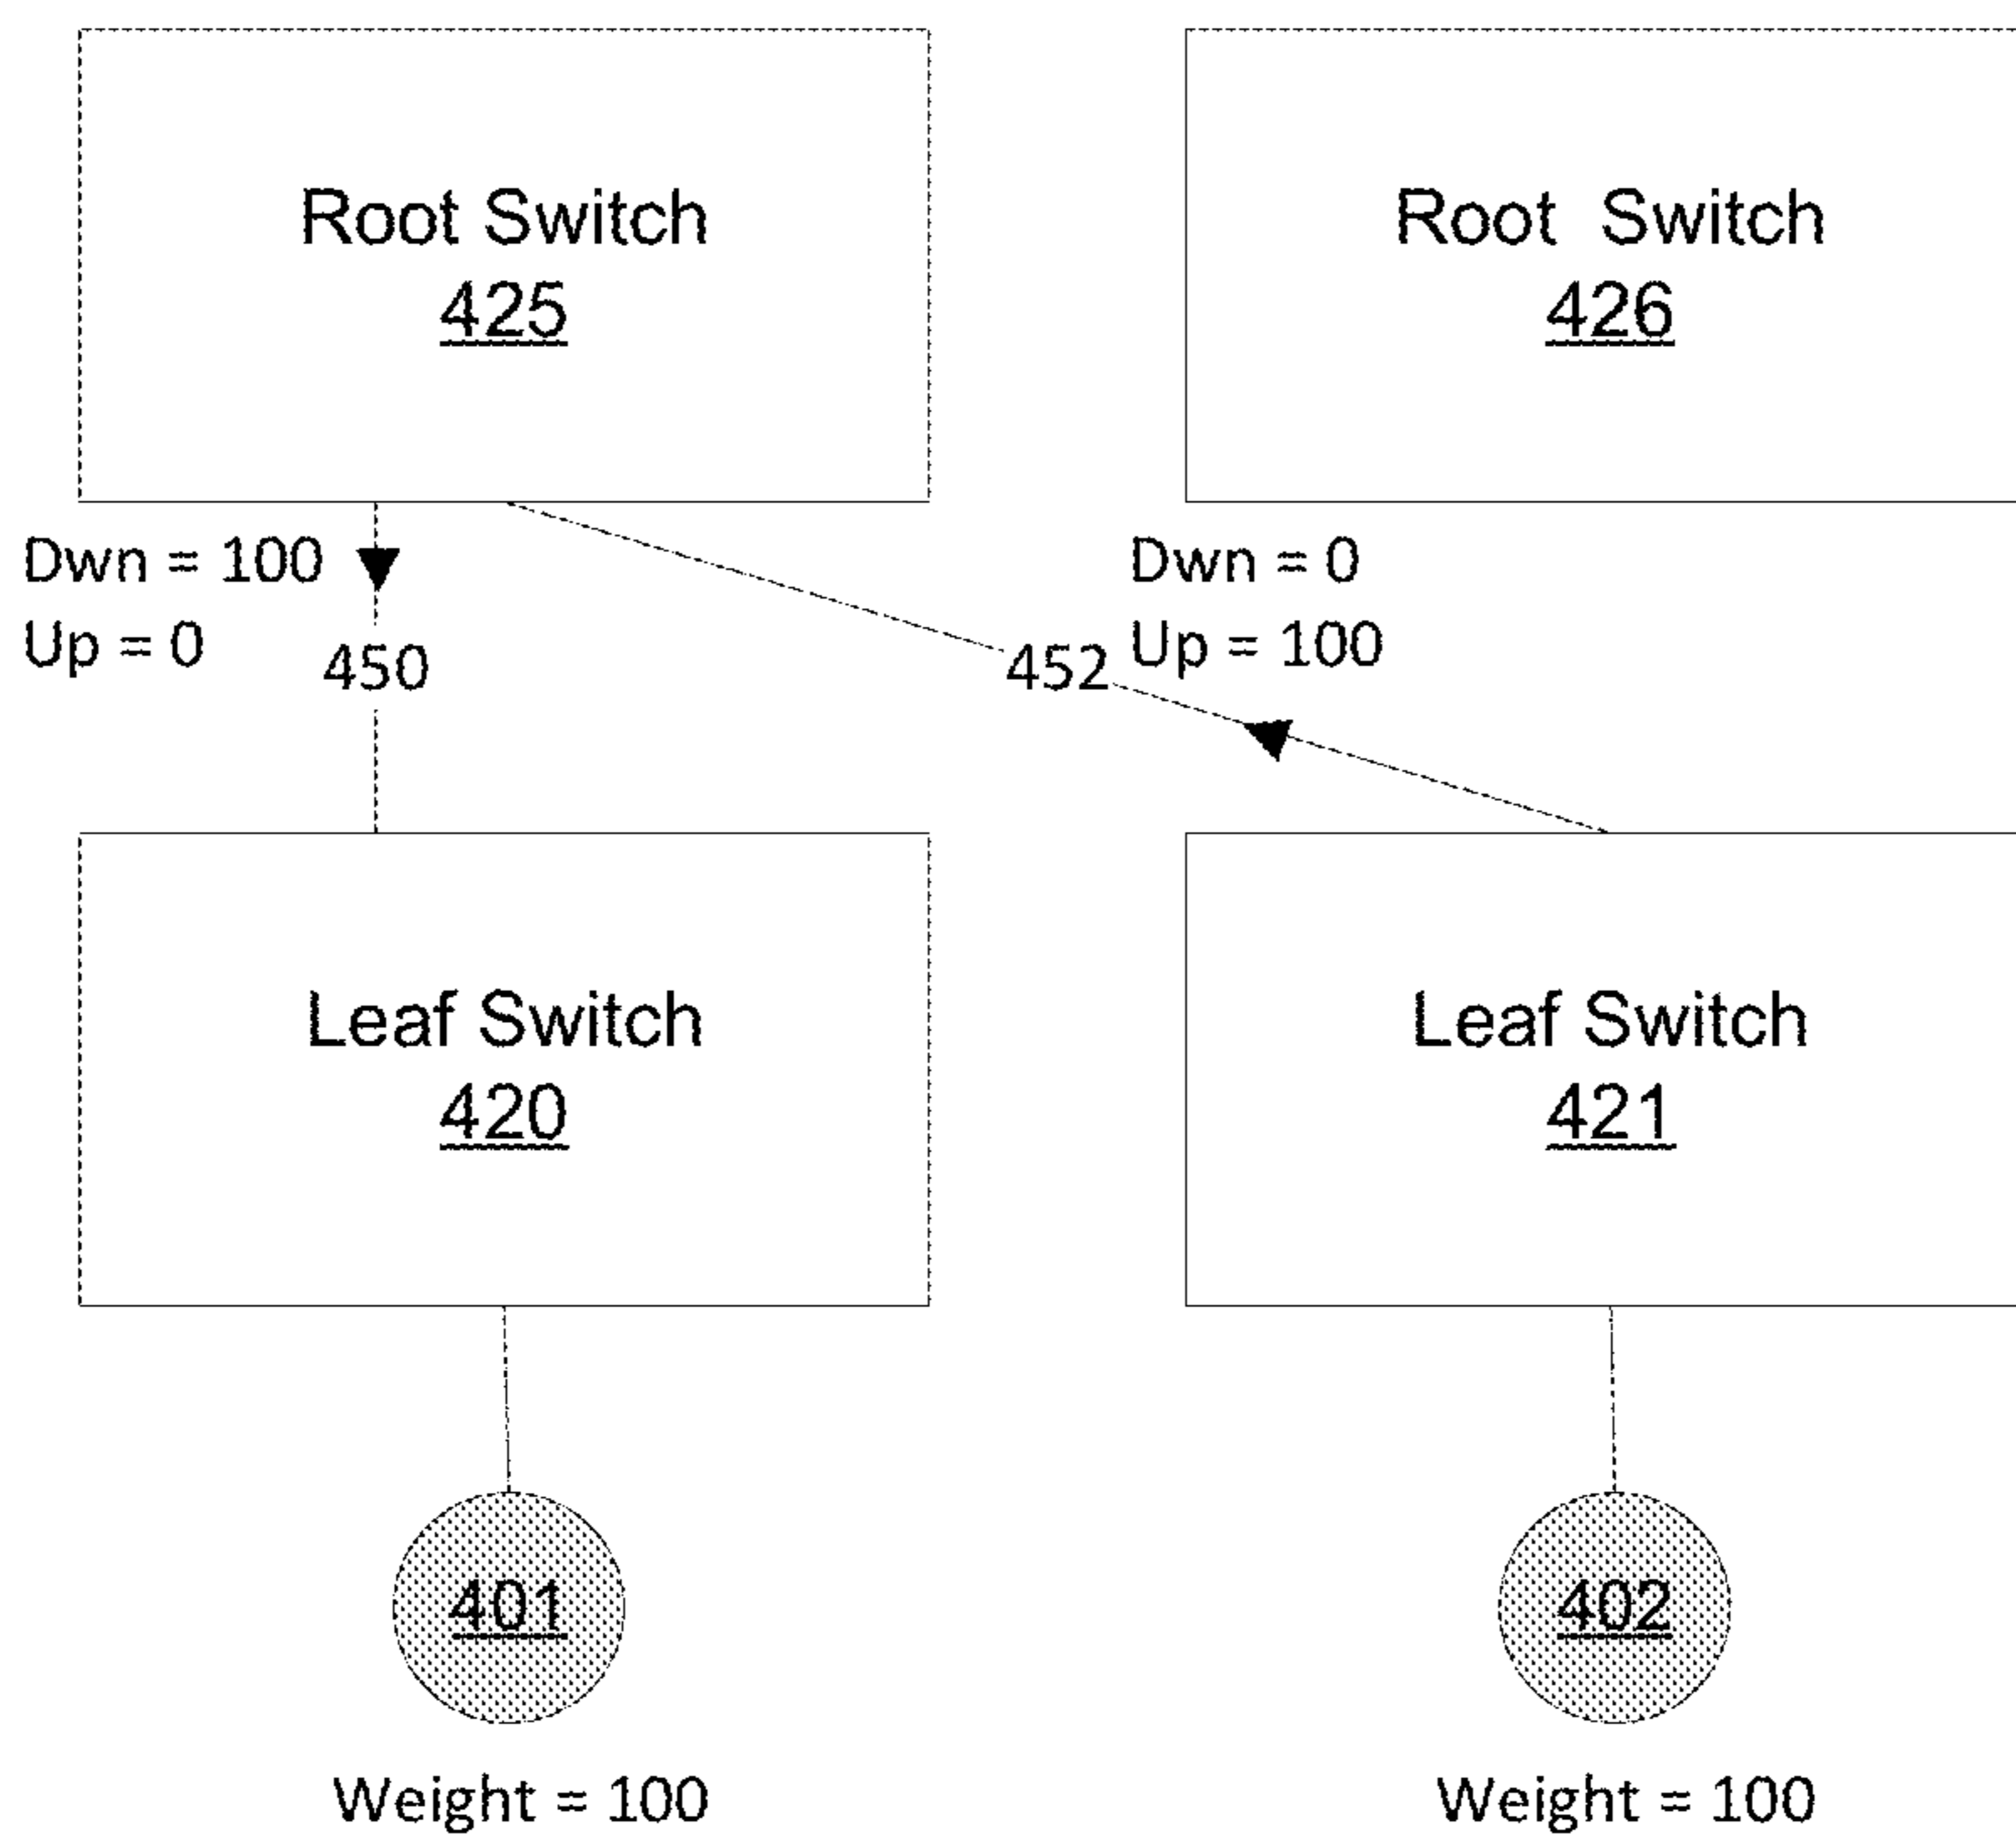 Root Switch
425
Root Switch
426
Dwn = 100
Up = 0
450
452
Dwn = 0
Up = 100
Leaf Switch
420
Leaf Switch
421
401
402
Weight = 100
Weight = 100